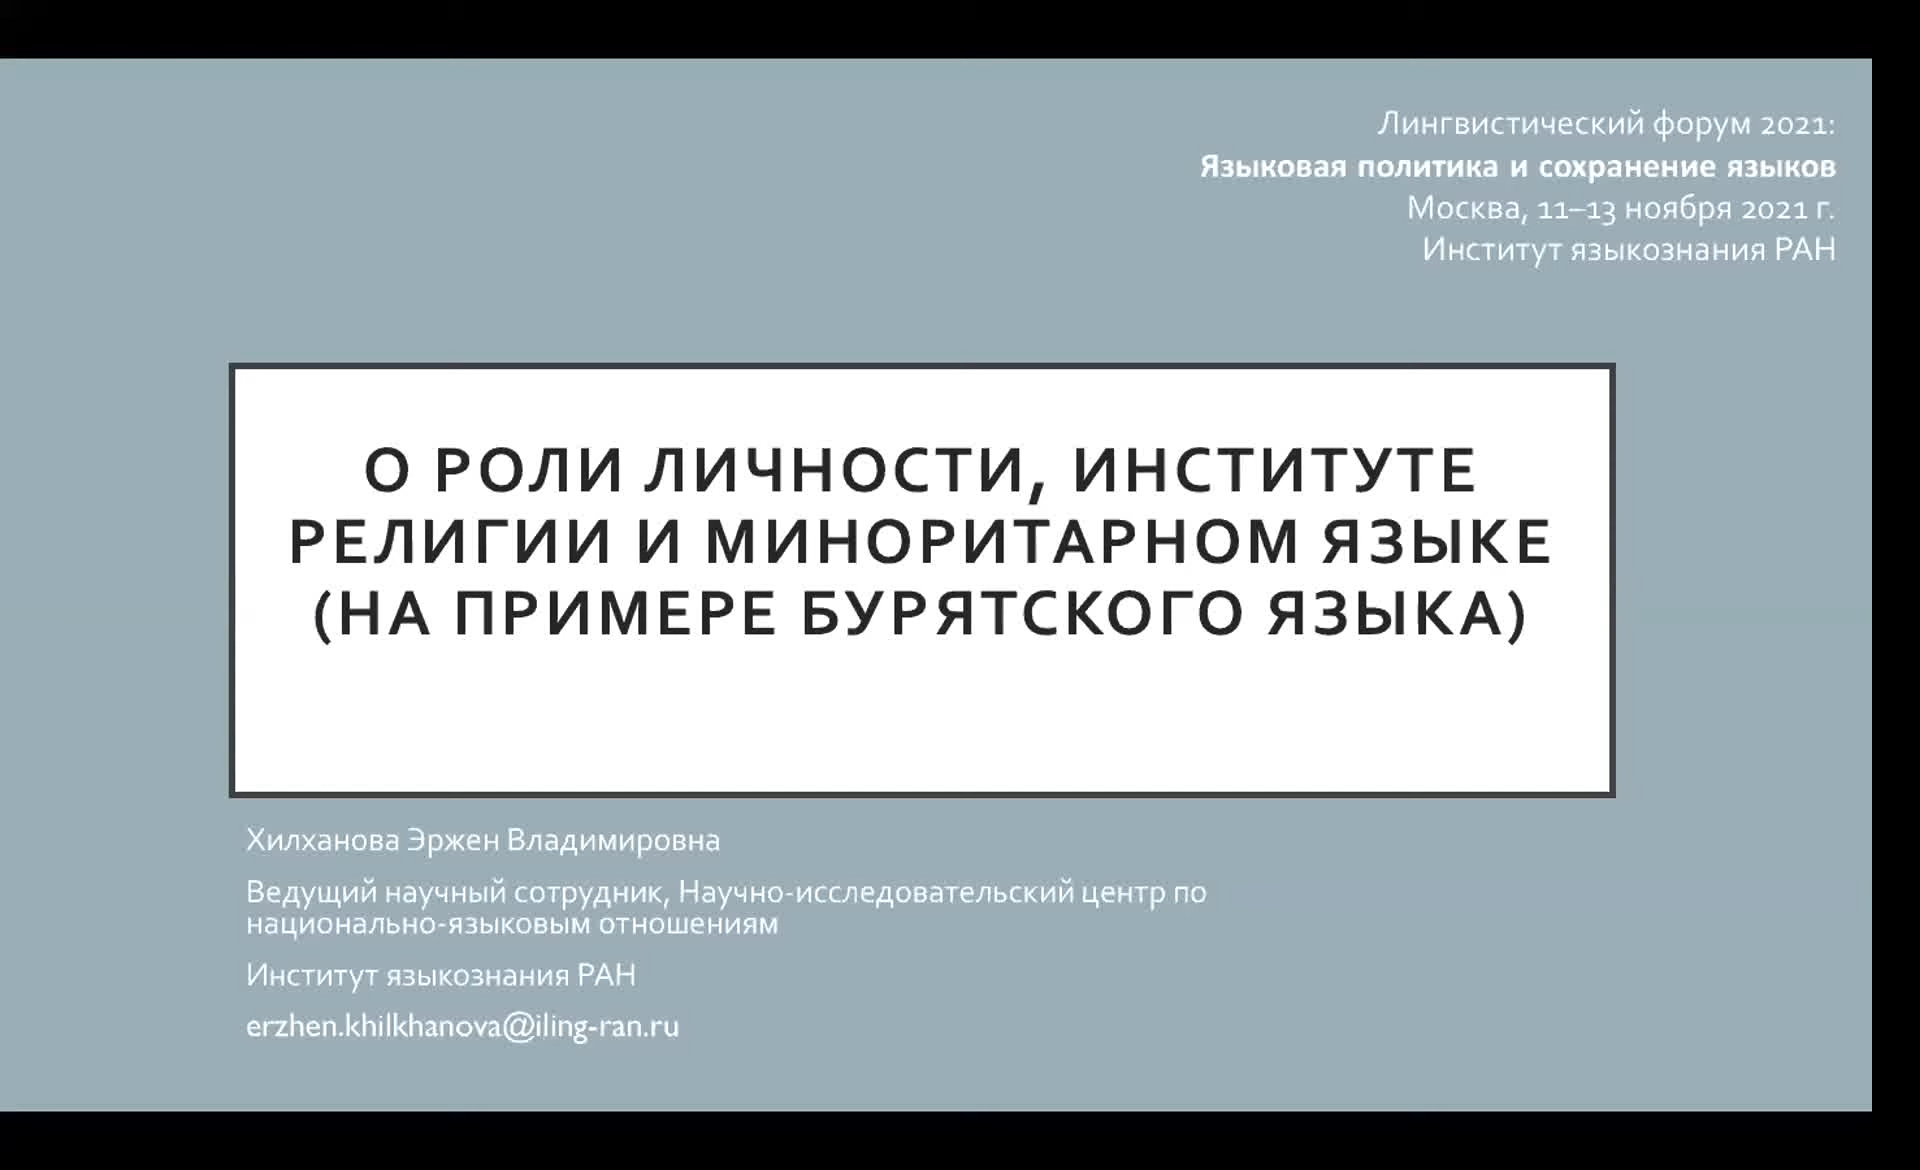 Лингвистический форум 2021:
Языковая политика и сохранение языков
Москва, 11–13 ноября 2021 г.
Институт языкознания РАН
О РОЛИ ЛИЧНОСТИ, ИНСТИТУТЕ
РЕЛИГИИ И МИНОРИТАРНОМ ЯЗЫКЕ
(НА ПРИМЕРЕ БУРЯТСКОГО ЯЗЫКА)
Хилханова Эржен Владимировна
Ведущий научный сотрудник, Научно-исследовательский центр по
национально-языковым отношениям
Институт языкознания РАН
erzhen.khilkhanova@iling-ran.ru